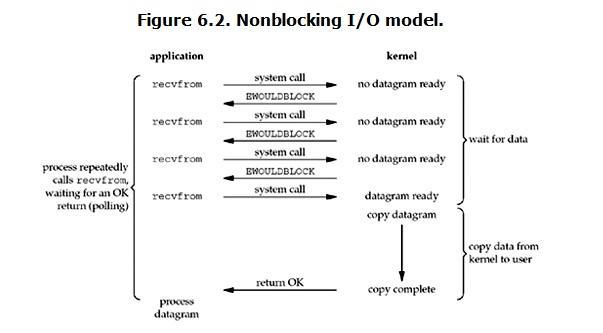 Figure 6.2. Nonblocking I/O model.
application
kernel
recvfrom
system call
no datagram ready
EWOULDBLOCK
recvfrom
system call
no datagram ready
EWOULDBLOCK
recvfrom
system call
no datagram ready
EWOULDBLOCK
recvfrom
system call
datagram ready
copy datagram
wait for data
process repeatedly
calls recvfrom,
waiting for an OK
return (polling)
copy data from
kernel to user
return OK
copy complete
process
datagram